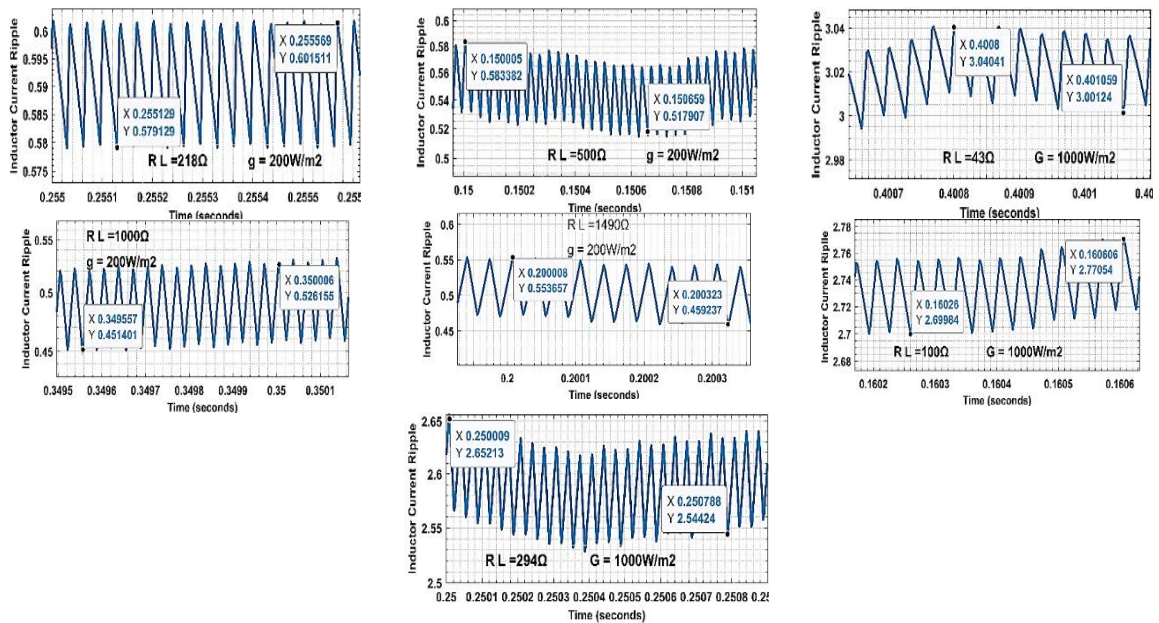 Inductor Current Ripple
0.6
0.595
0.59
0.585
0.58
0.575
X 0.255569
Y 0.601511
X 0.255129
Y 0.579129
R L =218Ω g = 200W/m2
0.255 0.2551 0.2552 0.2553 0.2554 0.2555 0.255
Time (seconds)
Inductor Current Ripple
0.6
0.58
0.56
0.54
0.52
0.5
X 0.150005
Y 0.583382
X 0.150659
Y 0.517907
R L =500Ω g = 200W/m2
0.15 0.1502 0.1504 0.1506 0.1508 0.151
Time (seconds)
Inductor Current Ripple
3.04
3.02
3
2.98
X 0.4008
Y 3.04041
X 0.401059
Y 3.00124
R L =43Ω G = 1000W/m2
0.4007 0.4008 0.4009 0.401 0.4011 0.40
Time (seconds)
Inductor Current Ripple
0.55
0.5
0.45
R L =1000Ω
g = 200W/m2
X 0.350006
Y 0.526155
X 0.349557
Y 0.451401
0.3495 0.3496 0.3497 0.3498 0.3499 0.35 0.3501
Time (seconds)
Inductor Current Ripple
0.6
0.55
0.5
0.45
R L =1490Ω
g = 200W/m2
X 0.200008
Y 0.553657
X 0.200323
Y 0.459237
0.2 0.2001 0.2002 0.2003
Time (seconds)
Inductor Current Ripple
2.78
2.76
2.74
2.72
2.7
2.68
X 0.160606
Y 2.77054
X 0.16026
Y 2.69984
R L =100Ω G = 1000W/m2
0.1602 0.1603 0.1604 0.1605 0.1606
Time (seconds)
Inductor Current Ripple
2.65
2.6
2.55
2.5
X 0.250009
Y 2.65213
X 0.250788
Y 2.54424
R L =294Ω G = 1000W/m2
0.25 0.2501 0.2502 0.2503 0.2504 0.2505 0.2506 0.2507 0.2508 0.25
Time (seconds)